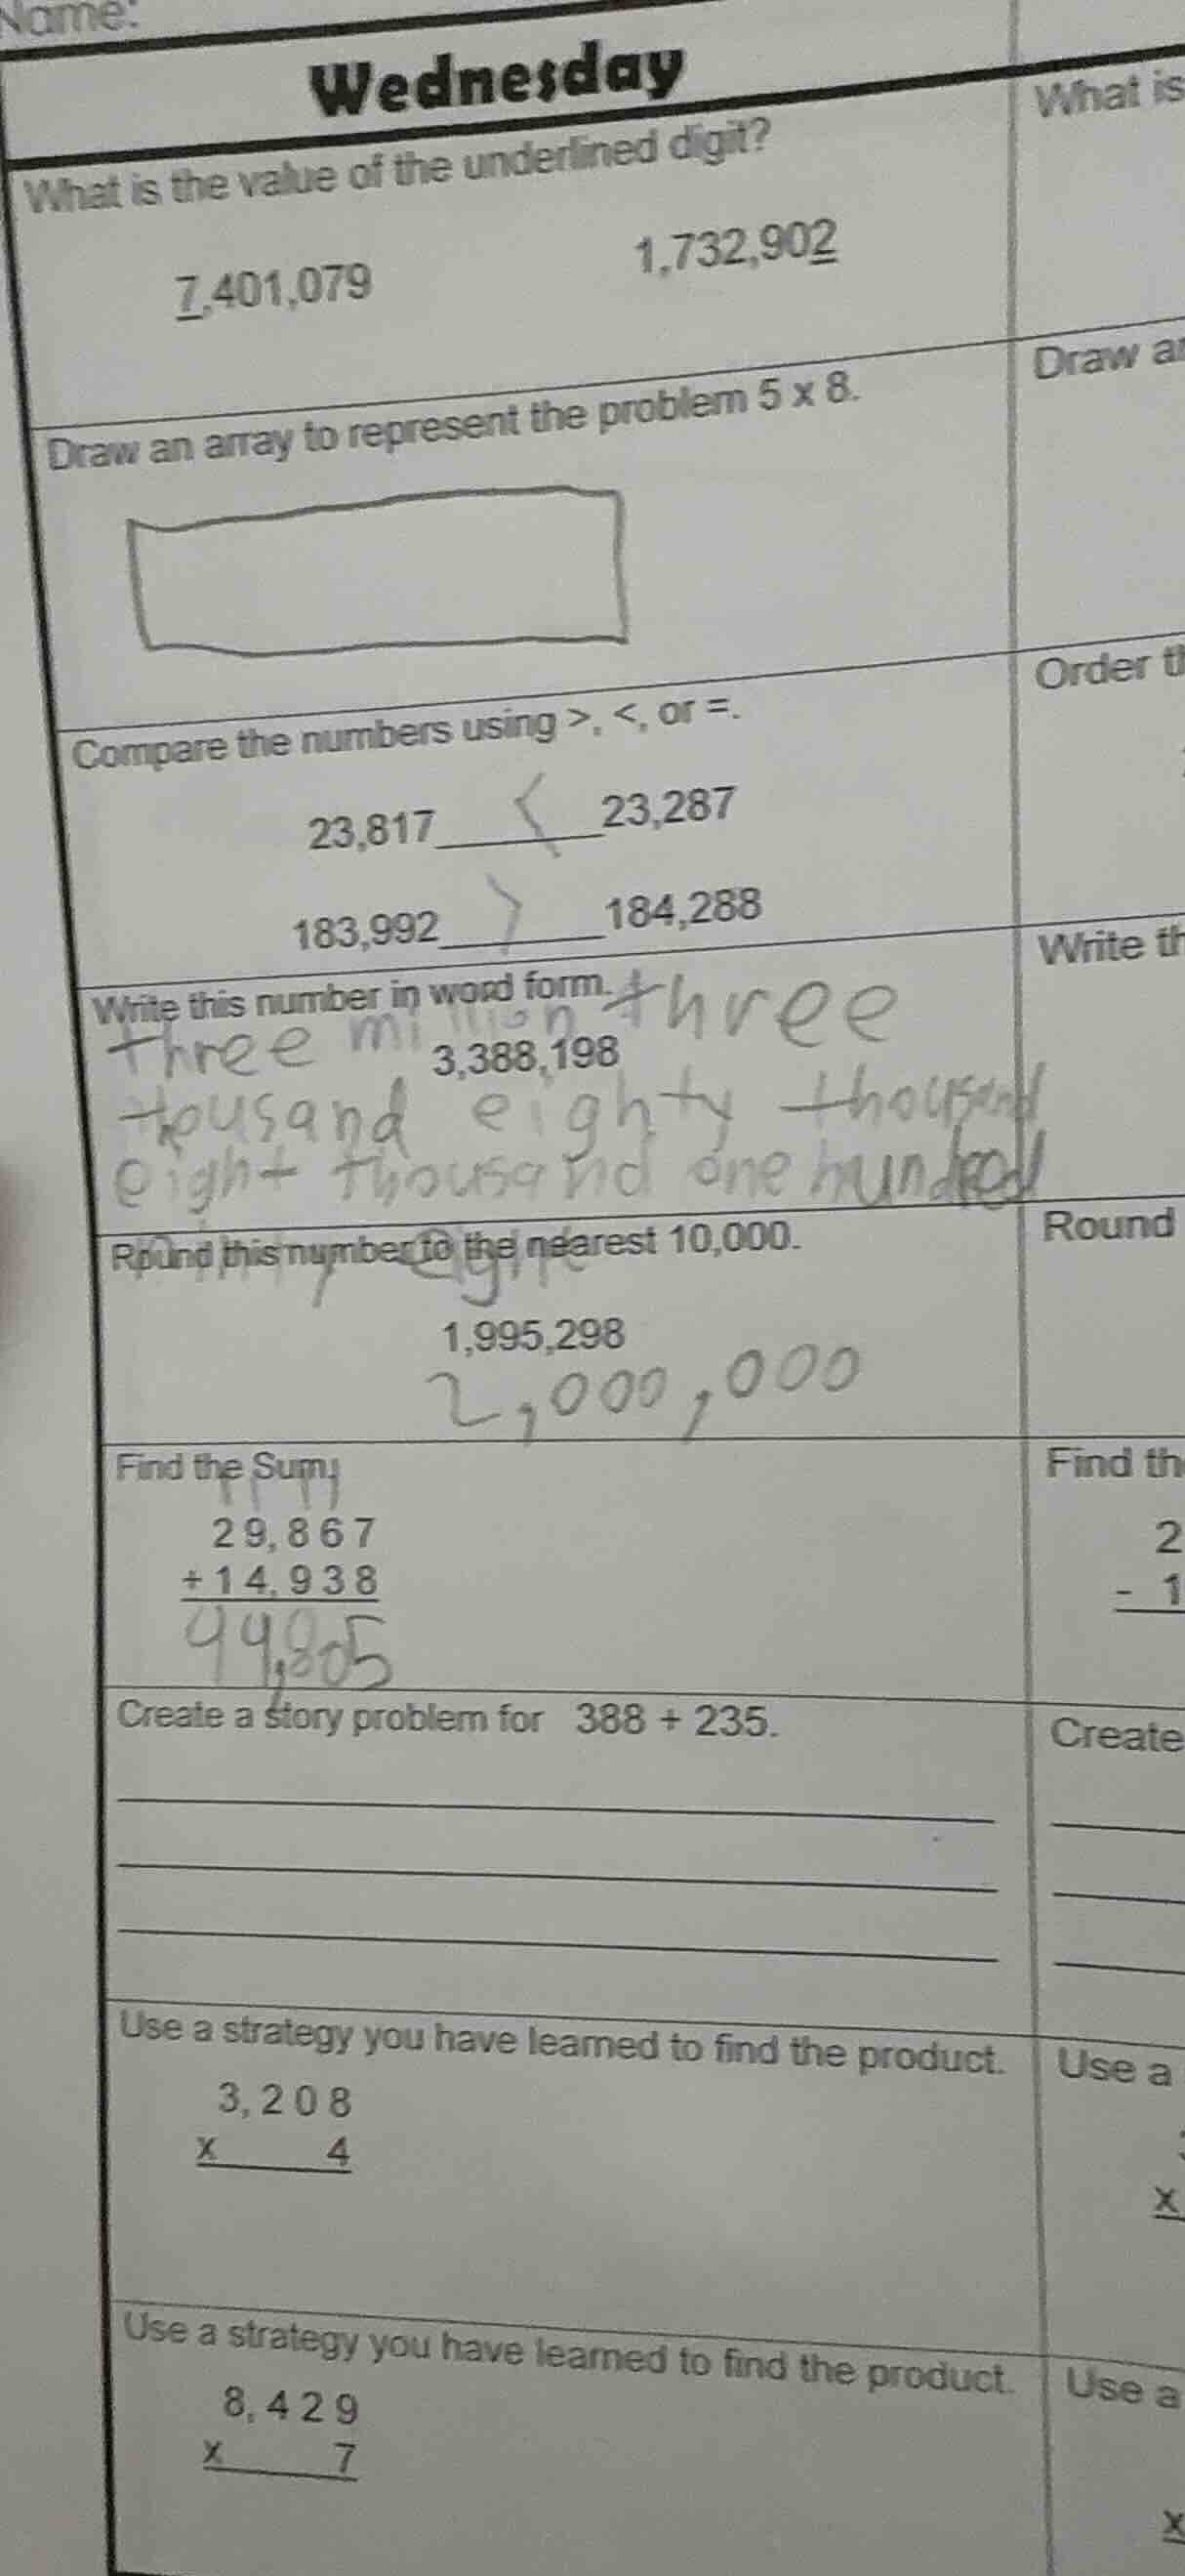 Name:
Wednesday
What is the value of the underlined digit?
7,401,079 1,732,902
Draw an array to represent the problem 5 x 8.
Compare the numbers using >, <, or =.
23,817 < 23,287
183,992 > 184,288
Write this number in word form. three
three million
3,388,198
thousand eighty thousand
eight thousand one hundred
Round this number to the nearest 10,000.
1,995,298
2,000,000
Find the Sum.
29,867
+14,938
44,805
Create a story problem for 388 + 235.
Use a strategy you have learned to find the product.
3,208
x 4
Use a strategy you have learned to find the product.
8,429
x 7
What is
Draw
Order
Write
Round
Find
2
- 1
Create
Use a
x
Use a
x